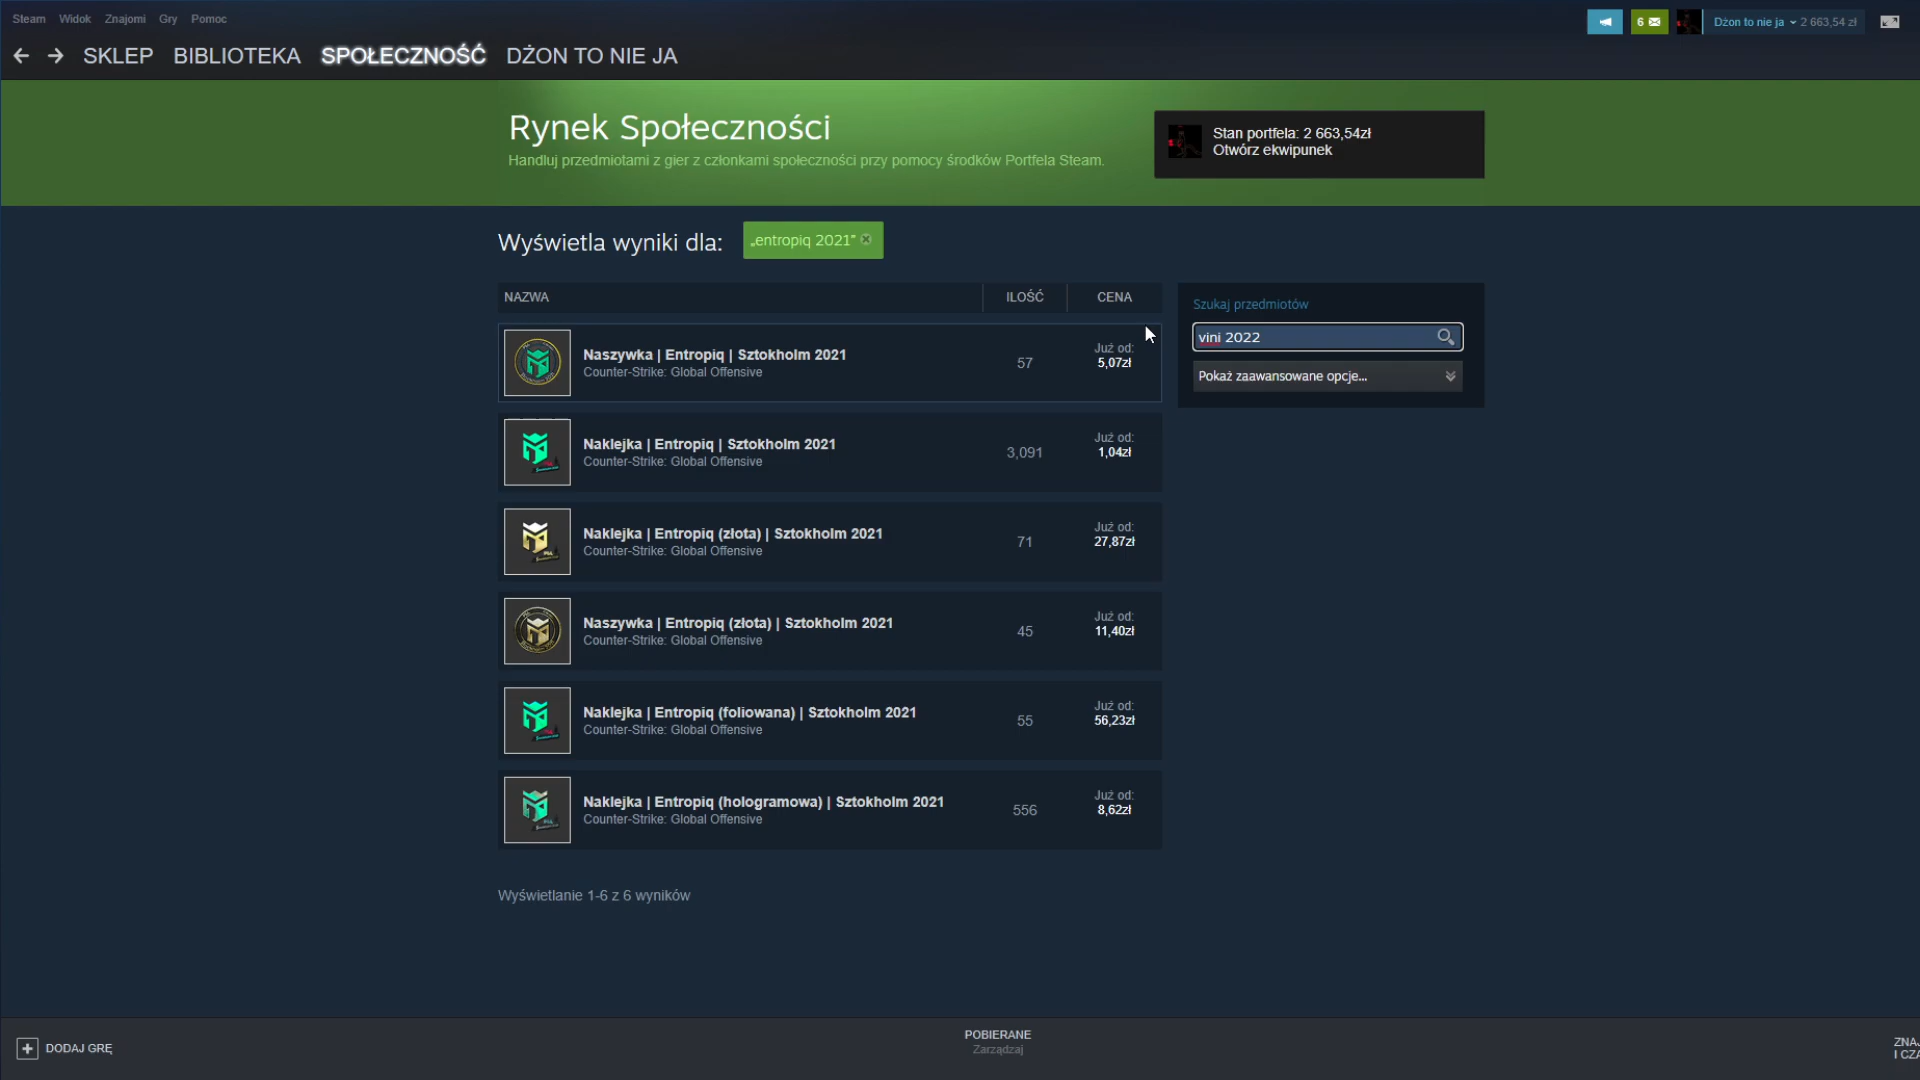 Steam Widok Znajomi Gry Pomoc
6
Dżon to nie ja 2 663,54 zł
SKLEP BIBLIOTEKA SPOŁECZNOŚĆ DŻON TO NIE JA
Rynek Społeczności
Handluj przedmiotami z gier z członkami społeczności przy pomocy środków Portfela Steam.
Stan portfela: 2 663,54zł
Otwórz ekwipunek
Wyświetla wyniki dla: „entropiq 2021”
NAZWA ILOŚĆ CENA
Naszywka | Entropiq | Sztokholm 2021
Counter-Strike: Global Offensive
57
Już od:
5,07zł
Naklejka | Entropiq | Sztokholm 2021
Counter-Strike: Global Offensive
3,091
Już od:
1,04zł
Naklejka | Entropiq (złota) | Sztokholm 2021
Counter-Strike: Global Offensive
71
Już od:
27,87zł
Naszywka | Entropiq (złota) | Sztokholm 2021
Counter-Strike: Global Offensive
45
Już od:
11,40zł
Naklejka | Entropiq (foliowana) | Sztokholm 2021
Counter-Strike: Global Offensive
55
Już od:
56,23zł
Naklejka | Entropiq (hologramowa) | Sztokholm 2021
Counter-Strike: Global Offensive
556
Już od:
8,62zł
Wyświetlanie 1-6 z 6 wyników
Szukaj przedmiotów
vini 2022
Pokaż zaawansowane opcje...
DODAJ GRĘ
POBIERANE
Zarządzaj
ZNAJ
I CZA